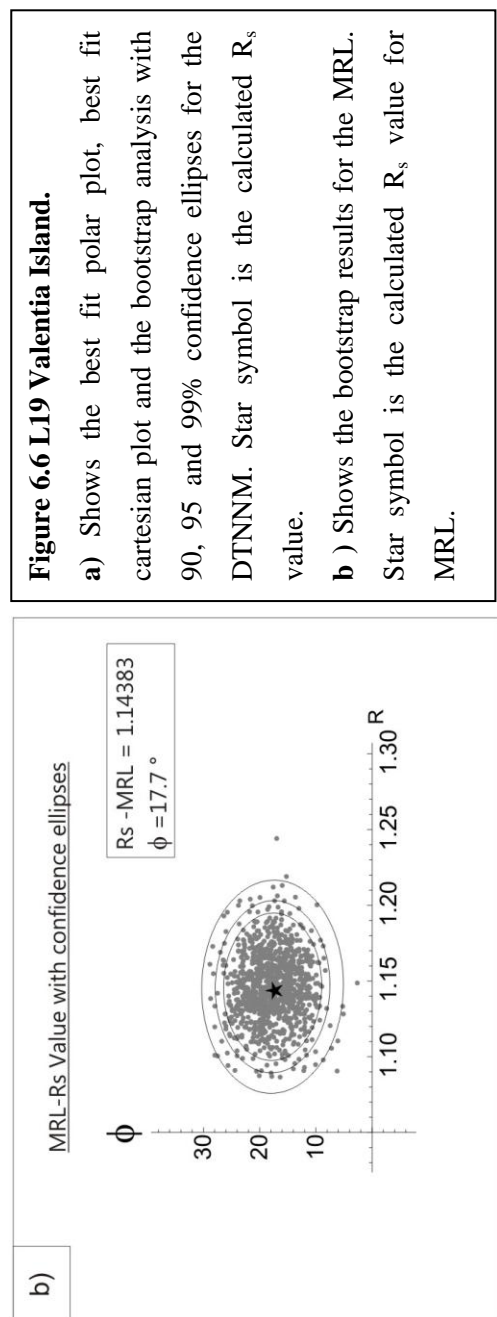 b)
MRL-Rs Value with confidence ellipses
Rs -MRL = 1.14383
ϕ =17.7 °
ϕ
30
20
10
1.10 1.15 1.20 1.25 1.30 R
Figure 6.6 L19 Valentia Island.
a) Shows the best fit polar plot, best fit
cartesian plot and the bootstrap analysis with
90, 95 and 99% confidence ellipses for the
DTNNM. Star symbol is the calculated Rₛ
value.
b ) Shows the bootstrap results for the MRL.
Star symbol is the calculated Rₛ value for
MRL.